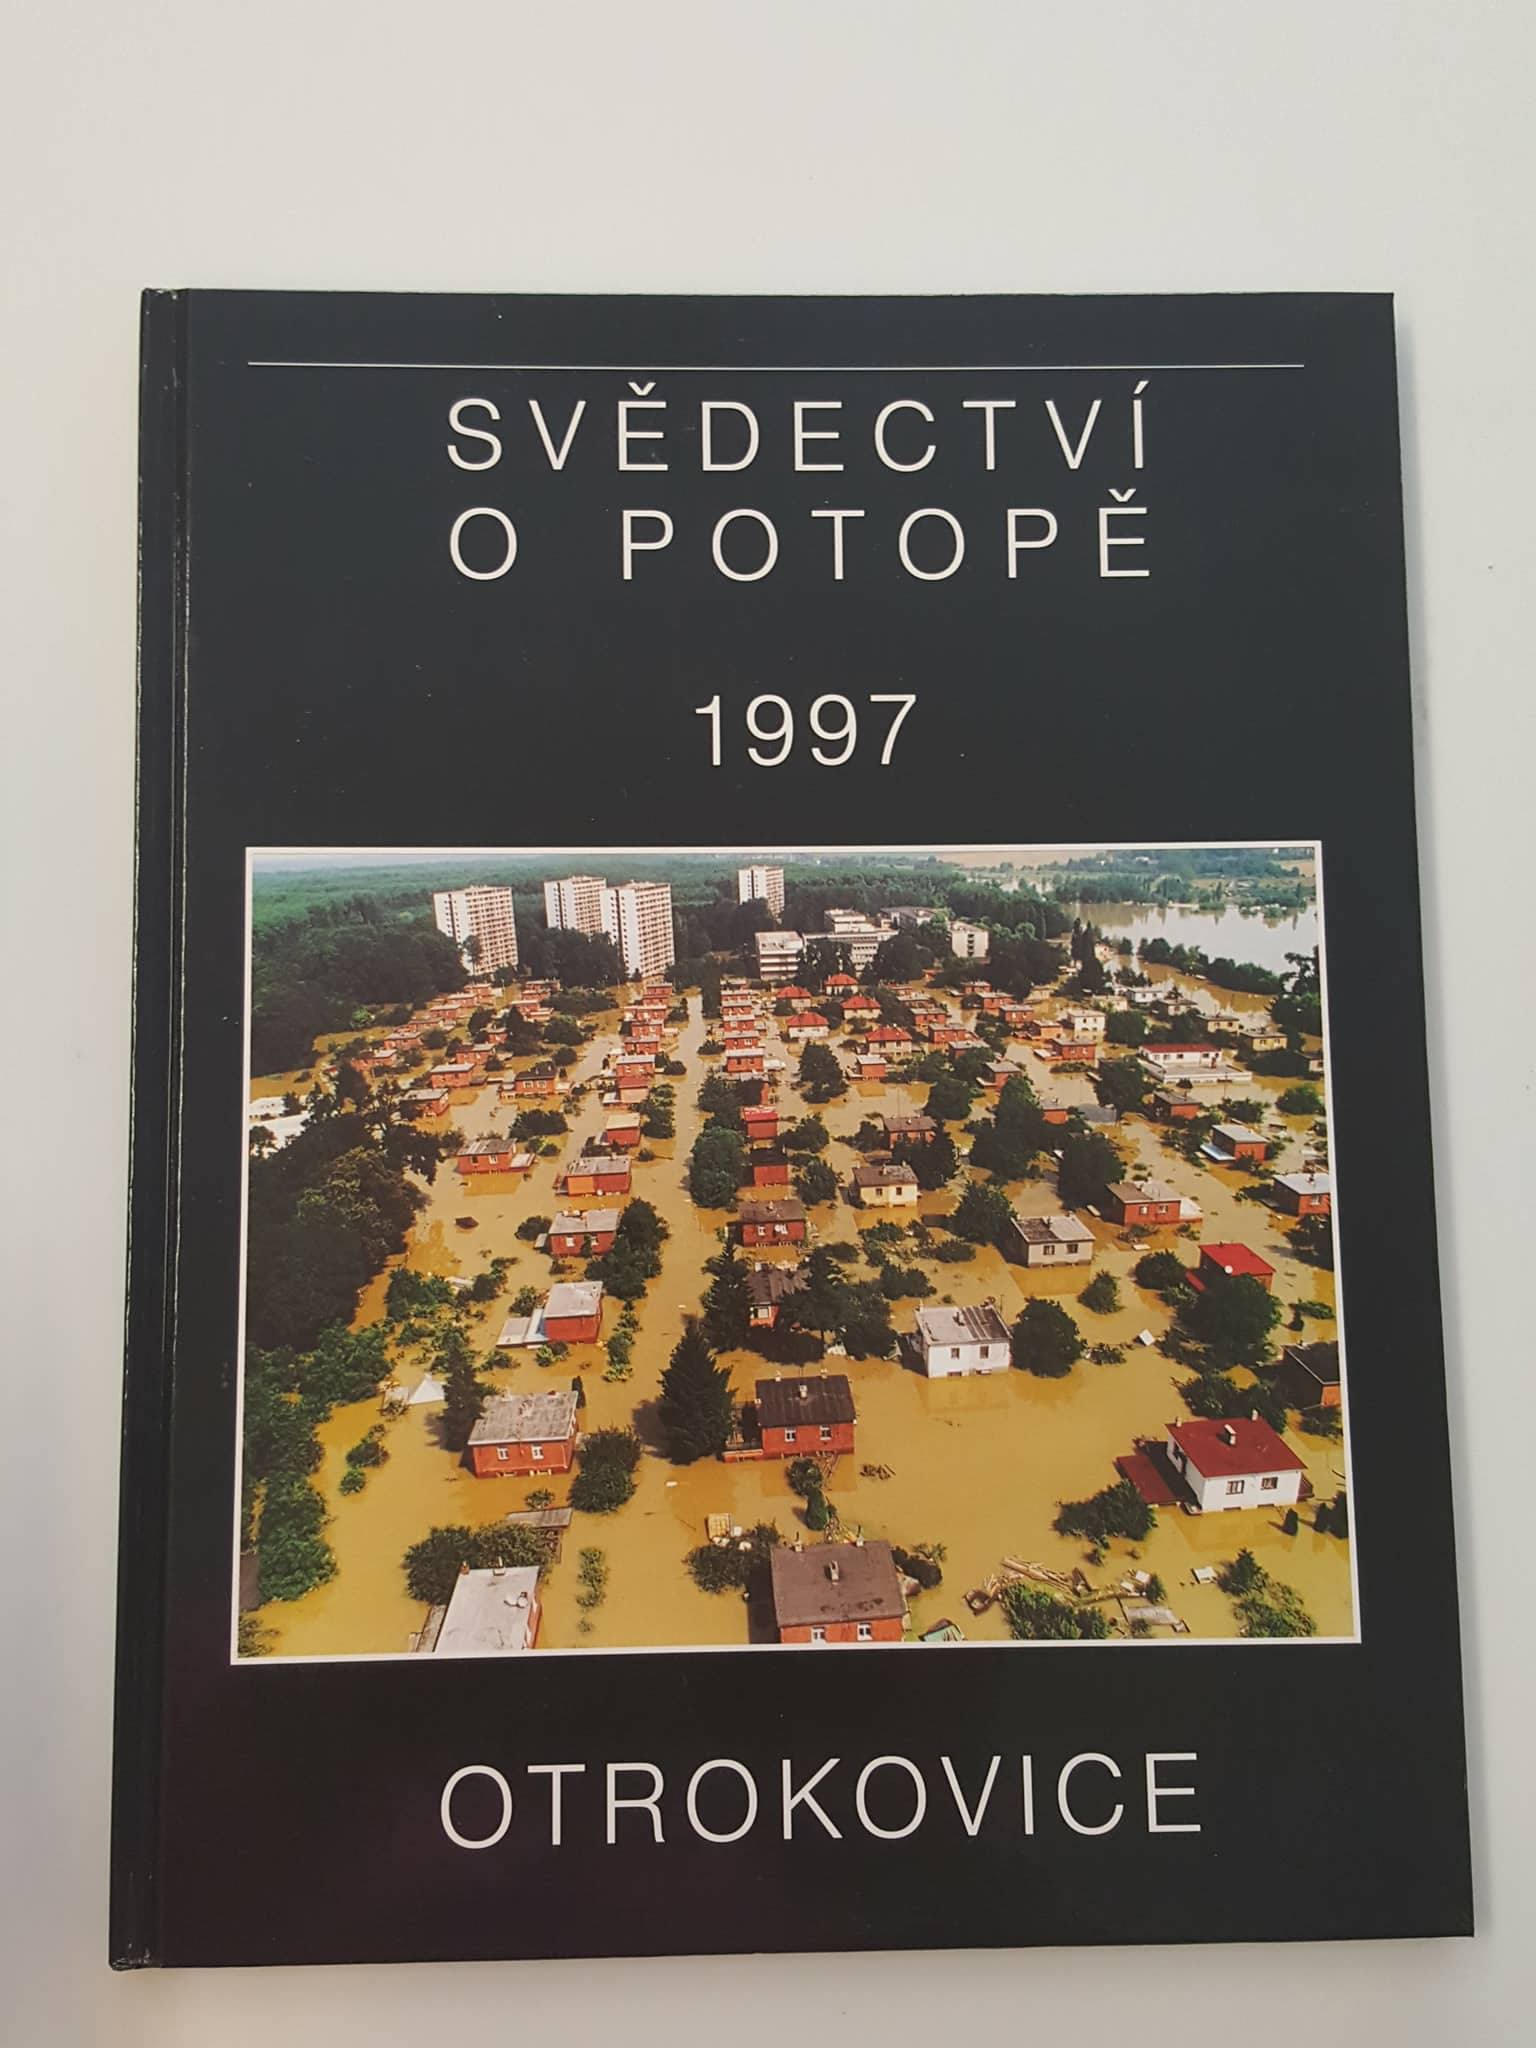 SVĚDECTVÍ
O POTOPĚ
1997
OTROKOVICE